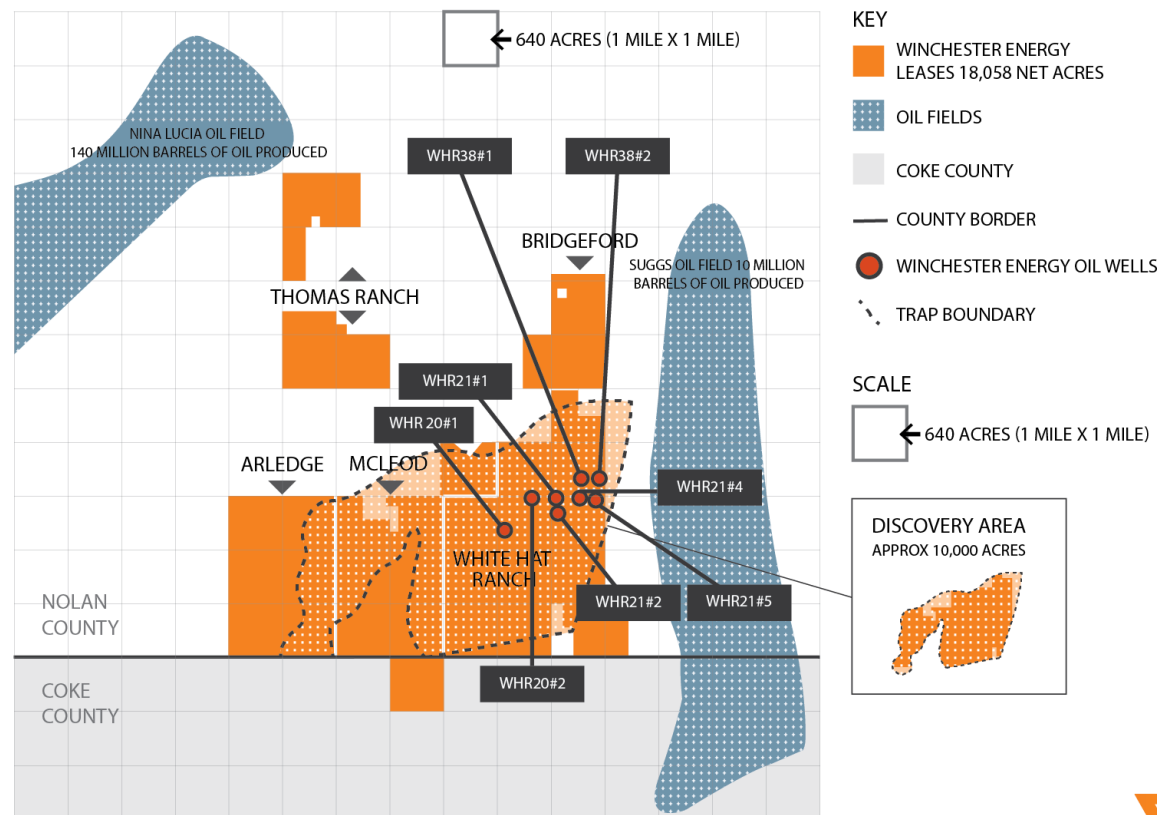 640 ACRES (1 MILE X 1 MILE)
KEY
WINCHESTER ENERGY
LEASES 18,058 NET ACRES
OIL FIELDS
COKE COUNTY
COUNTY BORDER
WINCHESTER ENERGY OIL WELLS
TRAP BOUNDARY
SCALE
640 ACRES (1 MILE X 1 MILE)
DISCOVERY AREA
APPROX 10,000 ACRES
NINA LUCIA OIL FIELD
140 MILLION BARRELS OF OIL PRODUCED
WHR38#1
WHR38#2
BRIDGEFORD
SUGGS OIL FIELD 10 MILLION
BARRELS OF OIL PRODUCED
THOMAS RANCH
WHR21#1
WHR 20#1
ARLEDGE
MCLEOD
WHR21#4
WHITE HAT
RANCH
WHR21#2
WHR21#5
NOLAN
COUNTY
WHR20#2
COKE
COUNTY